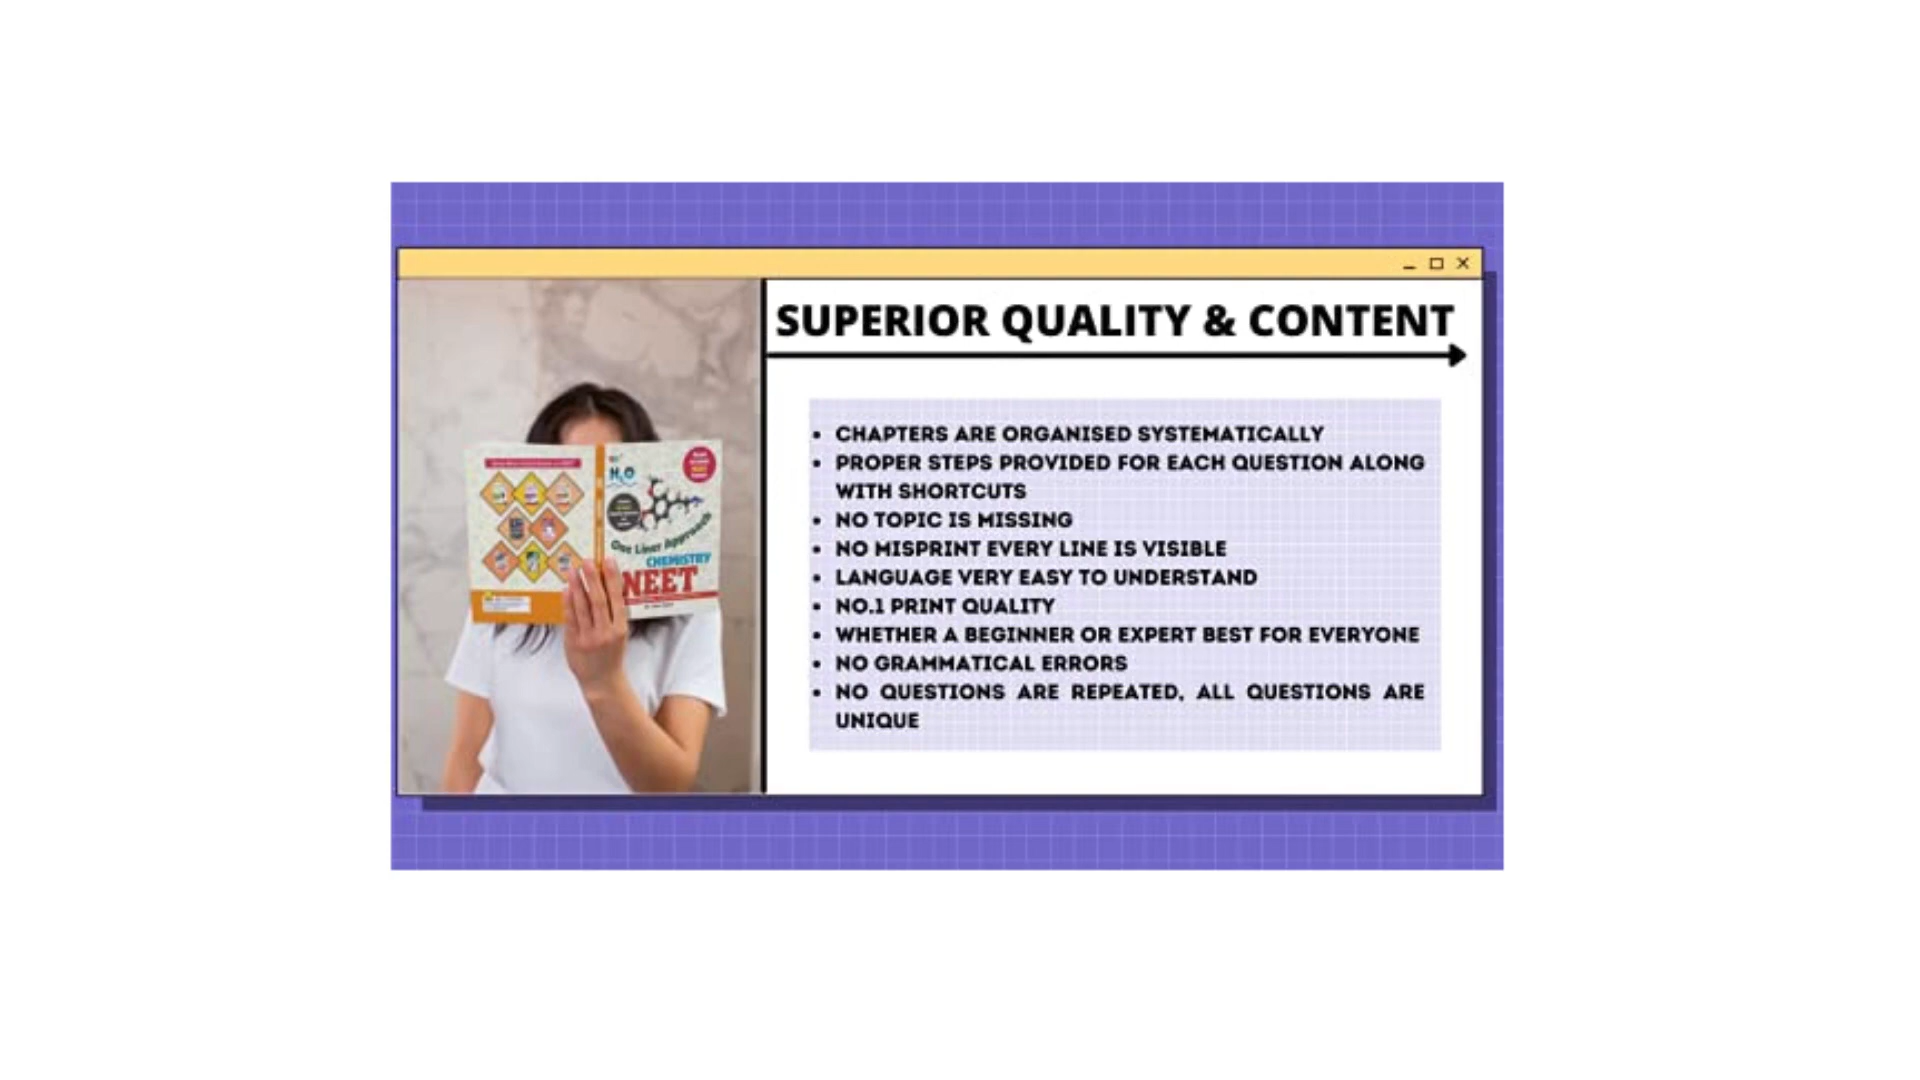 SUPERIOR QUALITY & CONTENT
H₂O
One Liner Approach
CHEMISTRY
NEET
• CHAPTERS ARE ORGANISED SYSTEMATICALLY
• PROPER STEPS PROVIDED FOR EACH QUESTION ALONG
WITH SHORTCUTS
• NO TOPIC IS MISSING
• NO MISPRINT EVERY LINE IS VISIBLE
• LANGUAGE VERY EASY TO UNDERSTAND
• NO.1 PRINT QUALITY
• WHETHER A BEGINNER OR EXPERT BEST FOR EVERYONE
• NO GRAMMATICAL ERRORS
• NO QUESTIONS ARE REPEATED, ALL QUESTIONS ARE
UNIQUE